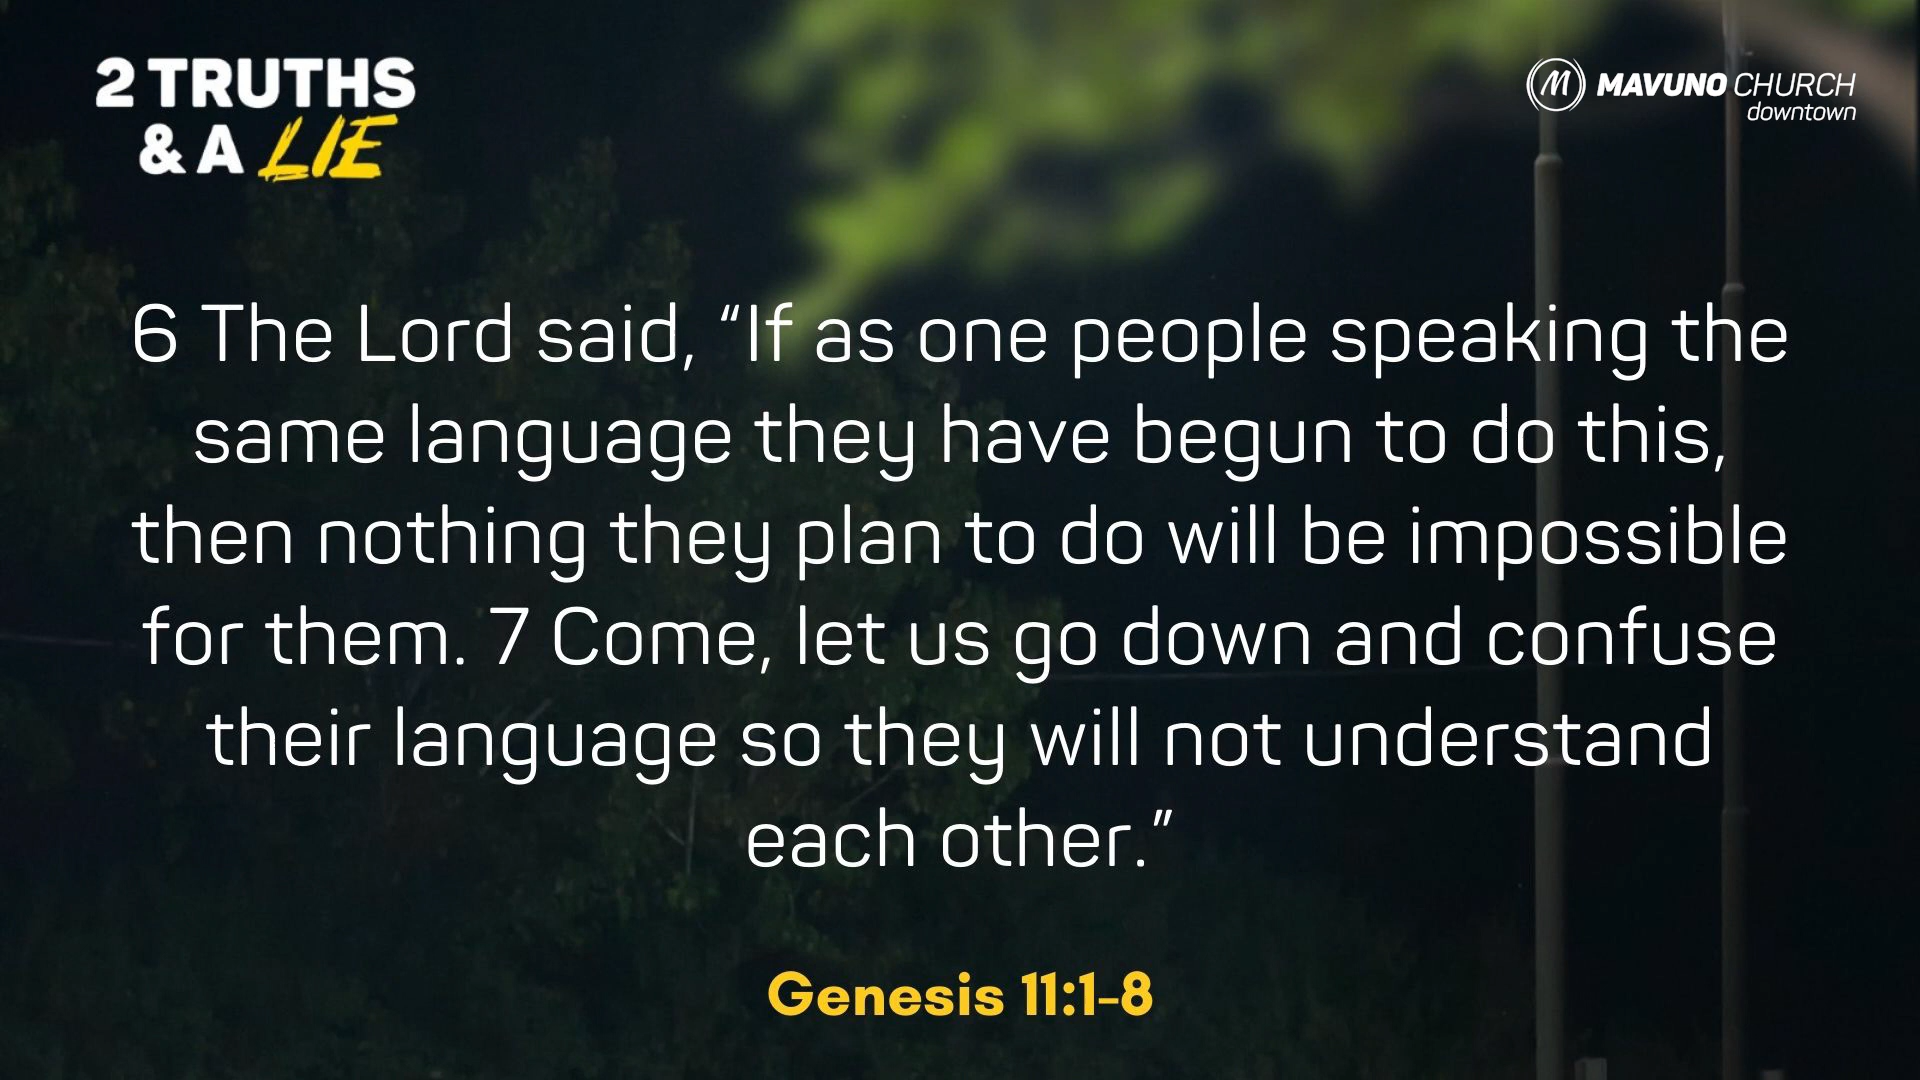 2 TRUTHS
& A LIE
M MAVUNO CHURCH
downtown
6 The Lord said, “If as one people speaking the
same language they have begun to do this,
then nothing they plan to do will be impossible
for them. 7 Come, let us go down and confuse
their language so they will not understand
each other.”
Genesis 11:1-8